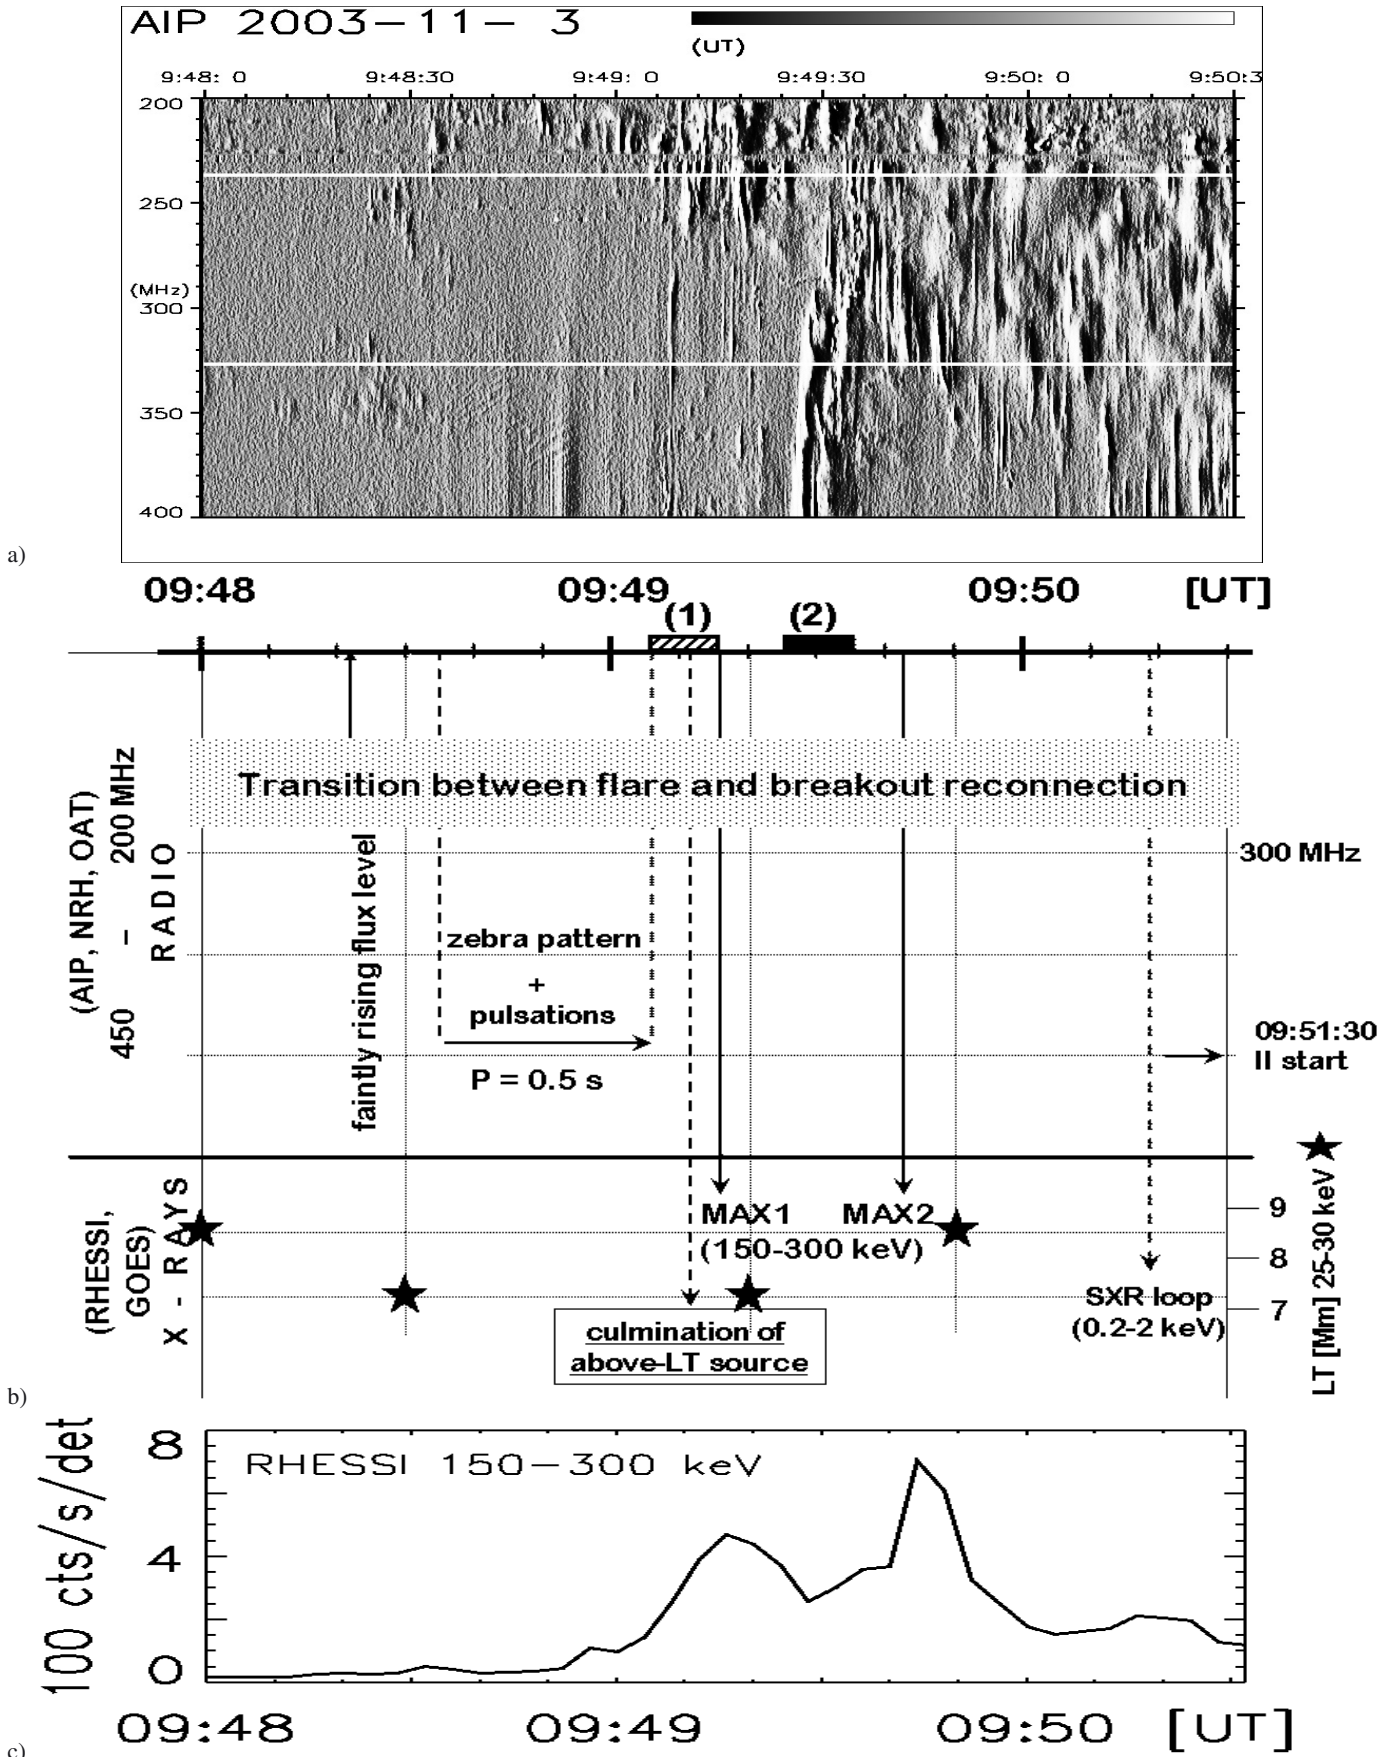 AIP 2003-11- 3
(UT)
9:48: 0 9:48:30 9:49: 0 9:49:30 9:50: 0 9:50:3
200
250
(MHz)
300
350
400
a)
09:48 09:49 09:50 [UT]
(1) (2)
Transition between flare and breakout reconnection
(AIP, NRH, OAT)
450 – 200 MHz
RADIO
faintly rising flux level
300 MHz
zebra pattern
+
pulsations
P = 0.5 s
09:51:30
II start
(RHESSI,
GOES)
X - RAYS
MAX1 MAX2
(150-300 keV)
9
8
7
LT [Mm] 25-30 keV
SXR loop
(0.2-2 keV)
culmination of
above-LT source
b)
8
RHESSI 150-300 keV
100 cts/s/det
4
0
09:48 09:49 09:50 [UT]
c)